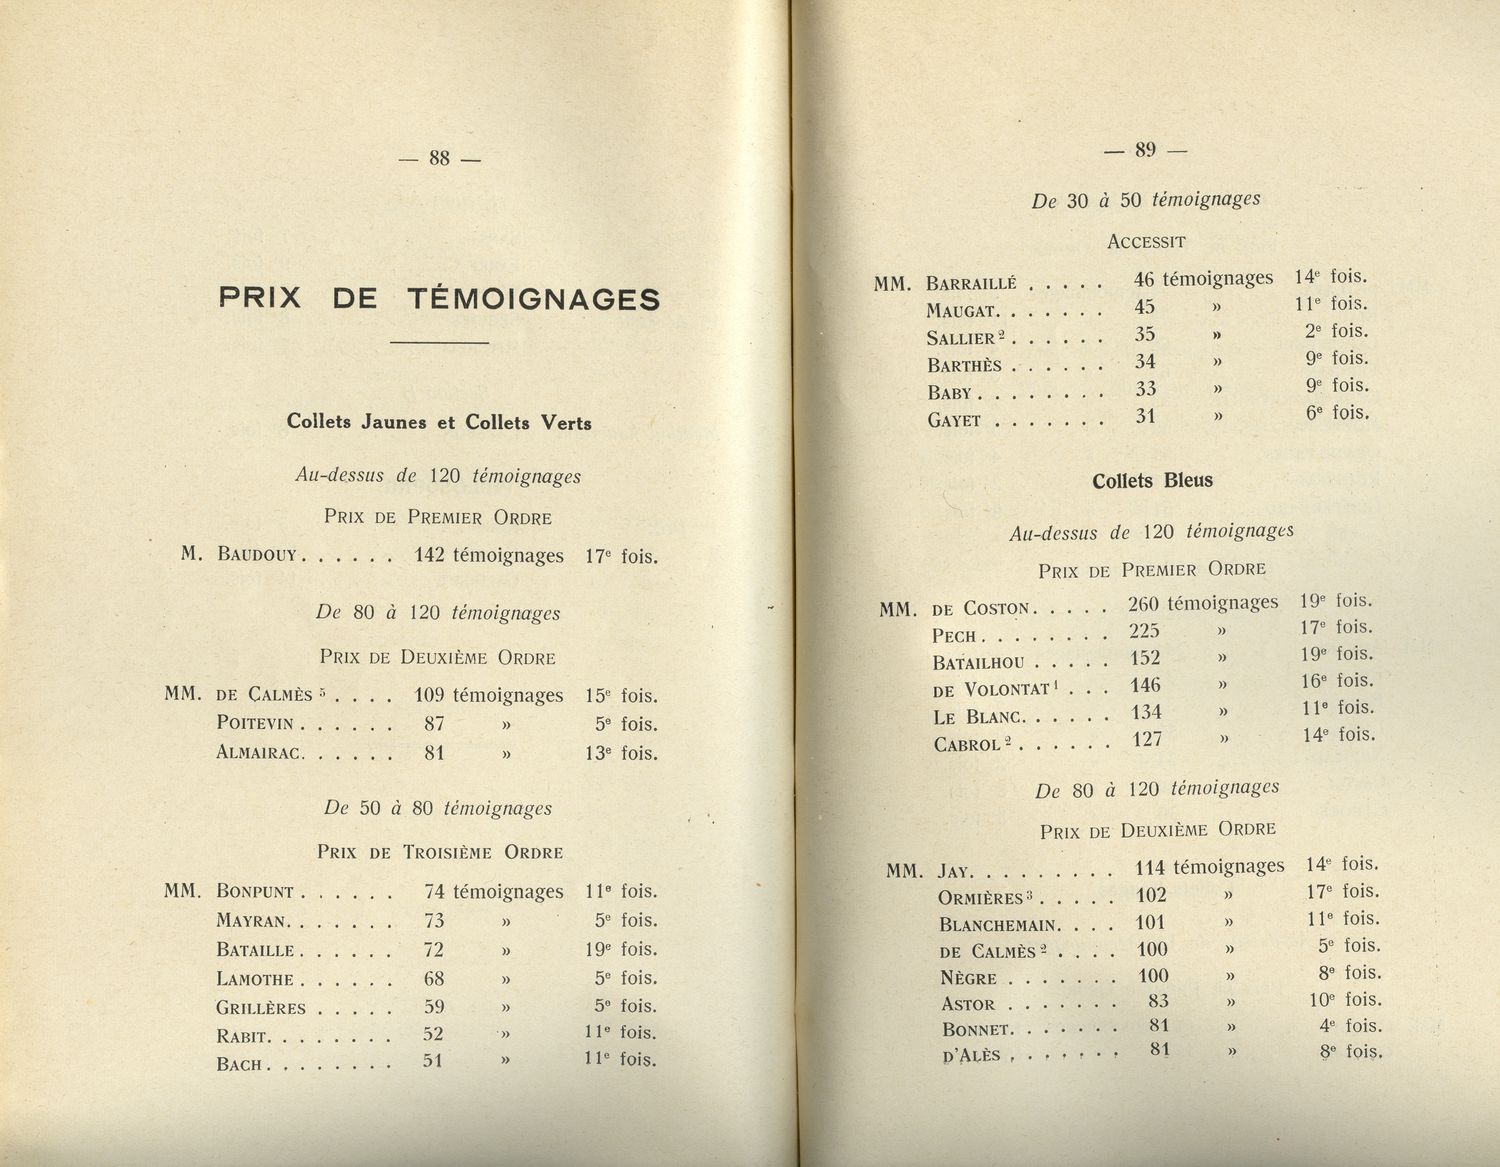 — 88 —
PRIX DE TÉMOIGNAGES
Collets Jaunes et Collets Verts
Au-dessus de 120 témoignages
PRIX DE PREMIER ORDRE
M. BAUDOUY. . . . . . 142 témoignages 17e fois.
De 80 à 120 témoignages
PRIX DE DEUXIÈME ORDRE
MM. DE CALMÈS 5 . . . . 109 témoignages 15e fois.
POITEVIN . . . . . . 87 » 5e fois.
ALMAIRAC. . . . . . 81 » 13e fois.
De 50 à 80 témoignages
PRIX DE TROISIÈME ORDRE
MM. BONPUNT . . . . . . 74 témoignages 11e fois.
MAYRAN. . . . . . . 73 » 5e fois.
BATAILLE . . . . . . 72 » 19e fois.
LAMOTHE . . . . . . 68 » 5e fois.
GRILLÈRES . . . . . 59 » 5e fois.
RABIT. . . . . . . . 52 » 11e fois.
BACH . . . . . . . . 51 » 11e fois.
— 89 —
De 30 à 50 témoignages
ACCESSIT
MM. BARRAILLÉ . . . . . 46 témoignages 14e fois.
MAUGAT. . . . . . . 45 » 11e fois.
SALLIER 2 . . . . . . 35 » 2e fois.
BARTHÈS . . . . . . 34 » 9e fois.
BABY . . . . . . . . 33 » 9e fois.
GAYET . . . . . . . 31 » 6e fois.
Collets Bleus
Au-dessus de 120 témoignages
PRIX DE PREMIER ORDRE
MM. DE COSTON. . . . . 260 témoignages 19e fois.
PECH . . . . . . . . 225 » 17e fois.
BATAILHOU . . . . . 152 » 19e fois.
DE VOLONTAT 1 . . . 146 » 16e fois.
LE BLANC. . . . . . 134 » 11e fois.
CABROL 2 . . . . . . 127 » 14e fois.
De 80 à 120 témoignages
PRIX DE DEUXIÈME ORDRE
MM. JAY. . . . . . . . . 114 témoignages 14e fois.
ORMIÈRES 3 . . . . . 102 » 17e fois.
BLANCHEMAIN. . . . 101 » 11e fois.
DE CALMÈS 2 . . . . 100 » 5e fois.
NÈGRE . . . . . . . 100 » 8e fois.
ASTOR . . . . . . . 83 » 10e fois.
BONNET. . . . . . . 81 » 4e fois.
D'ALÈS . . . . . . . 81 » 8e fois.